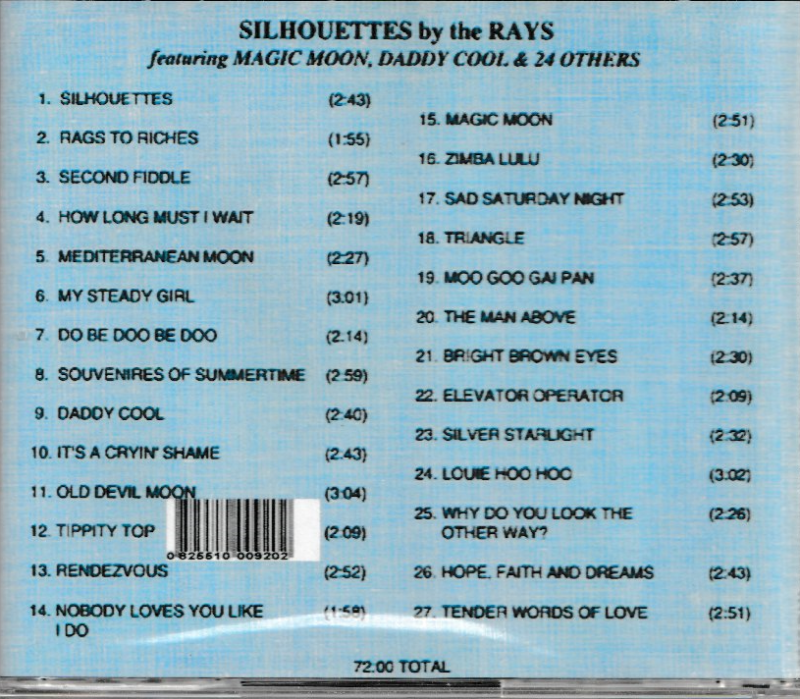 SILHOUETTES by the RAYS
featuring MAGIC MOON, DADDY COOL & 24 OTHERS
1. SILHOUETTES (2:43)
2. RAGS TO RICHES (1:55)
3. SECOND FIDDLE (2:57)
4. HOW LONG MUST I WAIT (2:19)
5. MEDITERRANEAN MOON (2:27)
6. MY STEADY GIRL (3:01)
7. DO BE DOO BE DOO (2:14)
8. SOUVENIRES OF SUMMERTIME (2:59)
9. DADDY COOL (2:40)
10. IT'S A CRYIN' SHAME (2:43)
11. OLD DEVIL MOON (3:04)
12. TIPPITY TOP (2:09)
0 825610 009202
13. RENDEZVOUS (2:52)
14. NOBODY LOVES YOU LIKE (1:58)
I DO
15. MAGIC MOON (2:51)
16. ZIMBA LULU (2:30)
17. SAD SATURDAY NIGHT (2:53)
18. TRIANGLE (2:57)
19. MOO GOO GAI PAN (2:37)
20. THE MAN ABOVE (2:14)
21. BRIGHT BROWN EYES (2:30)
22. ELEVATOR OPERATOR (2:09)
23. SILVER STARLIGHT (2:32)
24. LOUIE HOO HOO (3:02)
25. WHY DO YOU LOOK THE (2:26)
OTHER WAY?
26. HOPE, FAITH AND DREAMS (2:43)
27. TENDER WORDS OF LOVE (2:51)
72:00 TOTAL